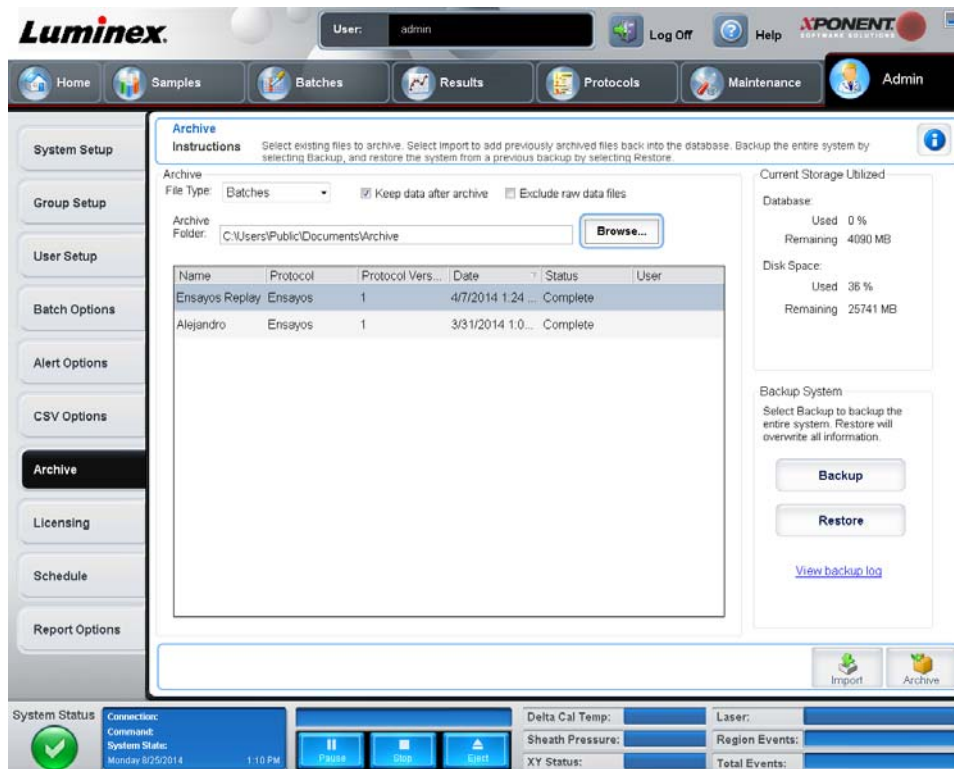 Luminex.
User: admin
Log Off
Help
XPONENT
SOFTWARE SOLUTIONS
Home
Samples
Batches
Results
Protocols
Maintenance
Admin
System Setup
Group Setup
User Setup
Batch Options
Alert Options
CSV Options
Archive
Licensing
Schedule
Report Options
Archive
Instructions Select existing files to archive. Select Import to add previously archived files back into the database. Backup the entire system by
selecting Backup, and restore the system from a previous backup by selecting Restore.
Archive
File Type: Batches Keep data after archive Exclude raw data files
Archive
Folder: C:\Users\Public\Documents\Archive Browse...
Name Protocol Protocol Vers... Date Status User
Ensayos Replay Ensayos 1 4/7/2014 1:24 ... Complete
Alejandro Ensayos 1 3/31/2014 1:0... Complete
Current Storage Utilized
Database:
Used 0 %
Remaining 4090 MB
Disk Space:
Used 36 %
Remaining 25741 MB
Backup System
Select Backup to backup the
entire system. Restore will
overwrite all information.
Backup
Restore
View backup log
Import
Archive
System Status
Connection:
Command:
System State:
Monday 8/25/2014 1:10 PM
Pause
Stop
Eject
Delta Cal Temp:
Sheath Pressure:
XY Status:
Laser:
Region Events:
Total Events: